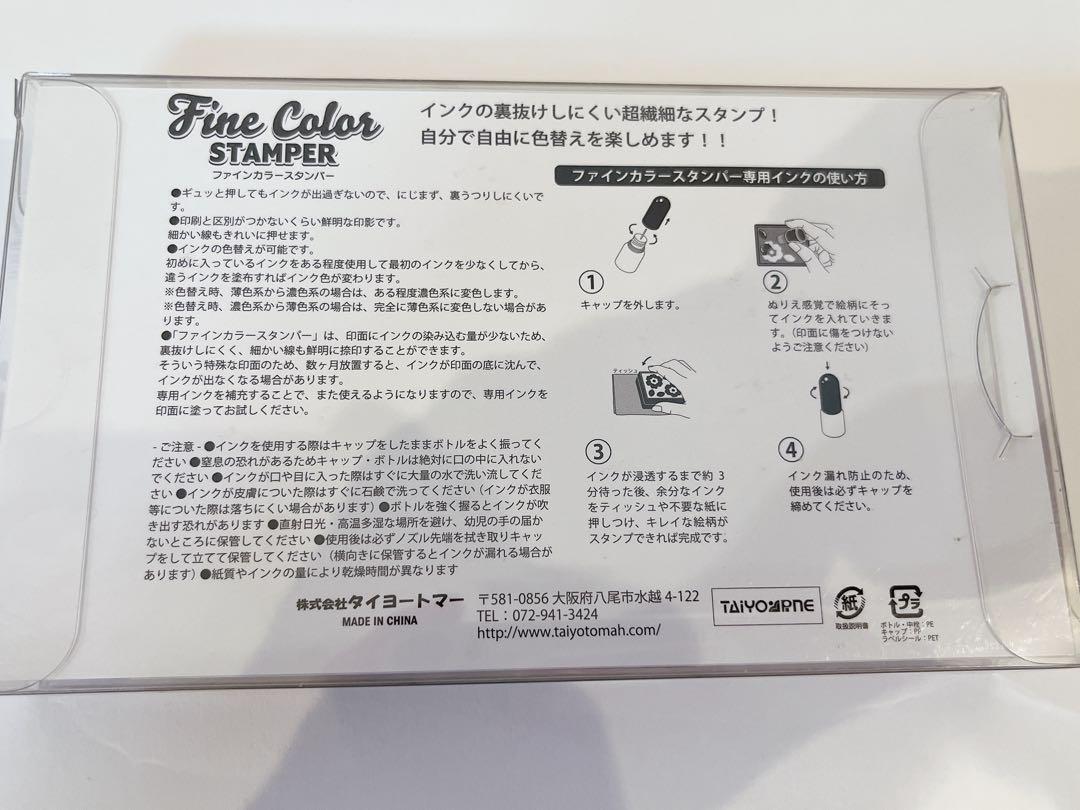 Fine Color
STAMPER
ファインカラースタンパー
インクの裏抜けしにくい超繊細なスタンプ！
自分で自由に色替えを楽しめます！！
●ギュッと押してもインクが出過ぎないので、にじまず、裏うつりしにくいで
す。
●印刷と区別がつかないくらい鮮明な印影です。
細かい線もきれいに押せます。
●インクの色替えが可能です。
初めに入っているインクをある程度使用して最初のインクを少なくしてから、
違うインクを塗布すればインク色が変わります。
※色替え時、薄色系から濃色系の場合は、ある程度濃色系に変色します。
※色替え時、濃色系から薄色系の場合は、完全に薄色系に変色しない場合があ
ります。
●「ファインカラースタンパー」は、印面にインクの染み込む量が少ないため、
裏抜けしにくく、細かい線も鮮明に捺印することができます。
そういう特殊な印面のため、数ヶ月放置すると、インクが印面の底に沈んで、
インクが出なくなる場合があります。
専用インクを補充することで、また使えるようになりますので、専用インクを
印面に塗ってお試しください。
- ご注意 - ●インクを使用する際はキャップをしたままボトルをよく振ってく
ださい ●窒息の恐れがあるためキャップ・ボトルは絶対に口の中に入れない
でください ●インクが口や目に入った際はすぐに大量の水で洗い流してくだ
さい ●インクが皮膚についた際はすぐに石鹸で洗ってください（インクが衣服
等についた際は落ちにくい場合があります）●ボトルを強く握るとインクが吹
き出す恐れがあります ●直射日光・高温多湿な場所を避け、幼児の手の届か
ないところに保管してください ●使用後は必ずノズル先端を拭き取りキャッ
プをして立てて保管してください（横向きに保管するとインクが漏れる場合が
あります）●紙質やインクの量により乾燥時間が異なります
ファインカラースタンパー専用インクの使い方
①
キャップを外します。
②
ぬりえ感覚で絵柄にそっ
てインクを入れていきま
す。（印面に傷をつけない
ようご注意ください）
ティッシュ
③
インクが浸透するまで約 3
分待った後、余分なインク
をティッシュや不要な紙に
押しつけ、キレイな絵柄が
スタンプできれば完成です。
④
インク漏れ防止のため、
使用後は必ずキャップを
締めてください。
株式会社タイヨートマー
MADE IN CHINA
〒581-0856 大阪府八尾市水越 4-122
TEL：072-941-3424
http://www.taiyotomah.com/
TAIYOARNE
紙
取扱説明書
プラ
ボトル・中栓：PE
キャップ：PP
ラベルシール：PET